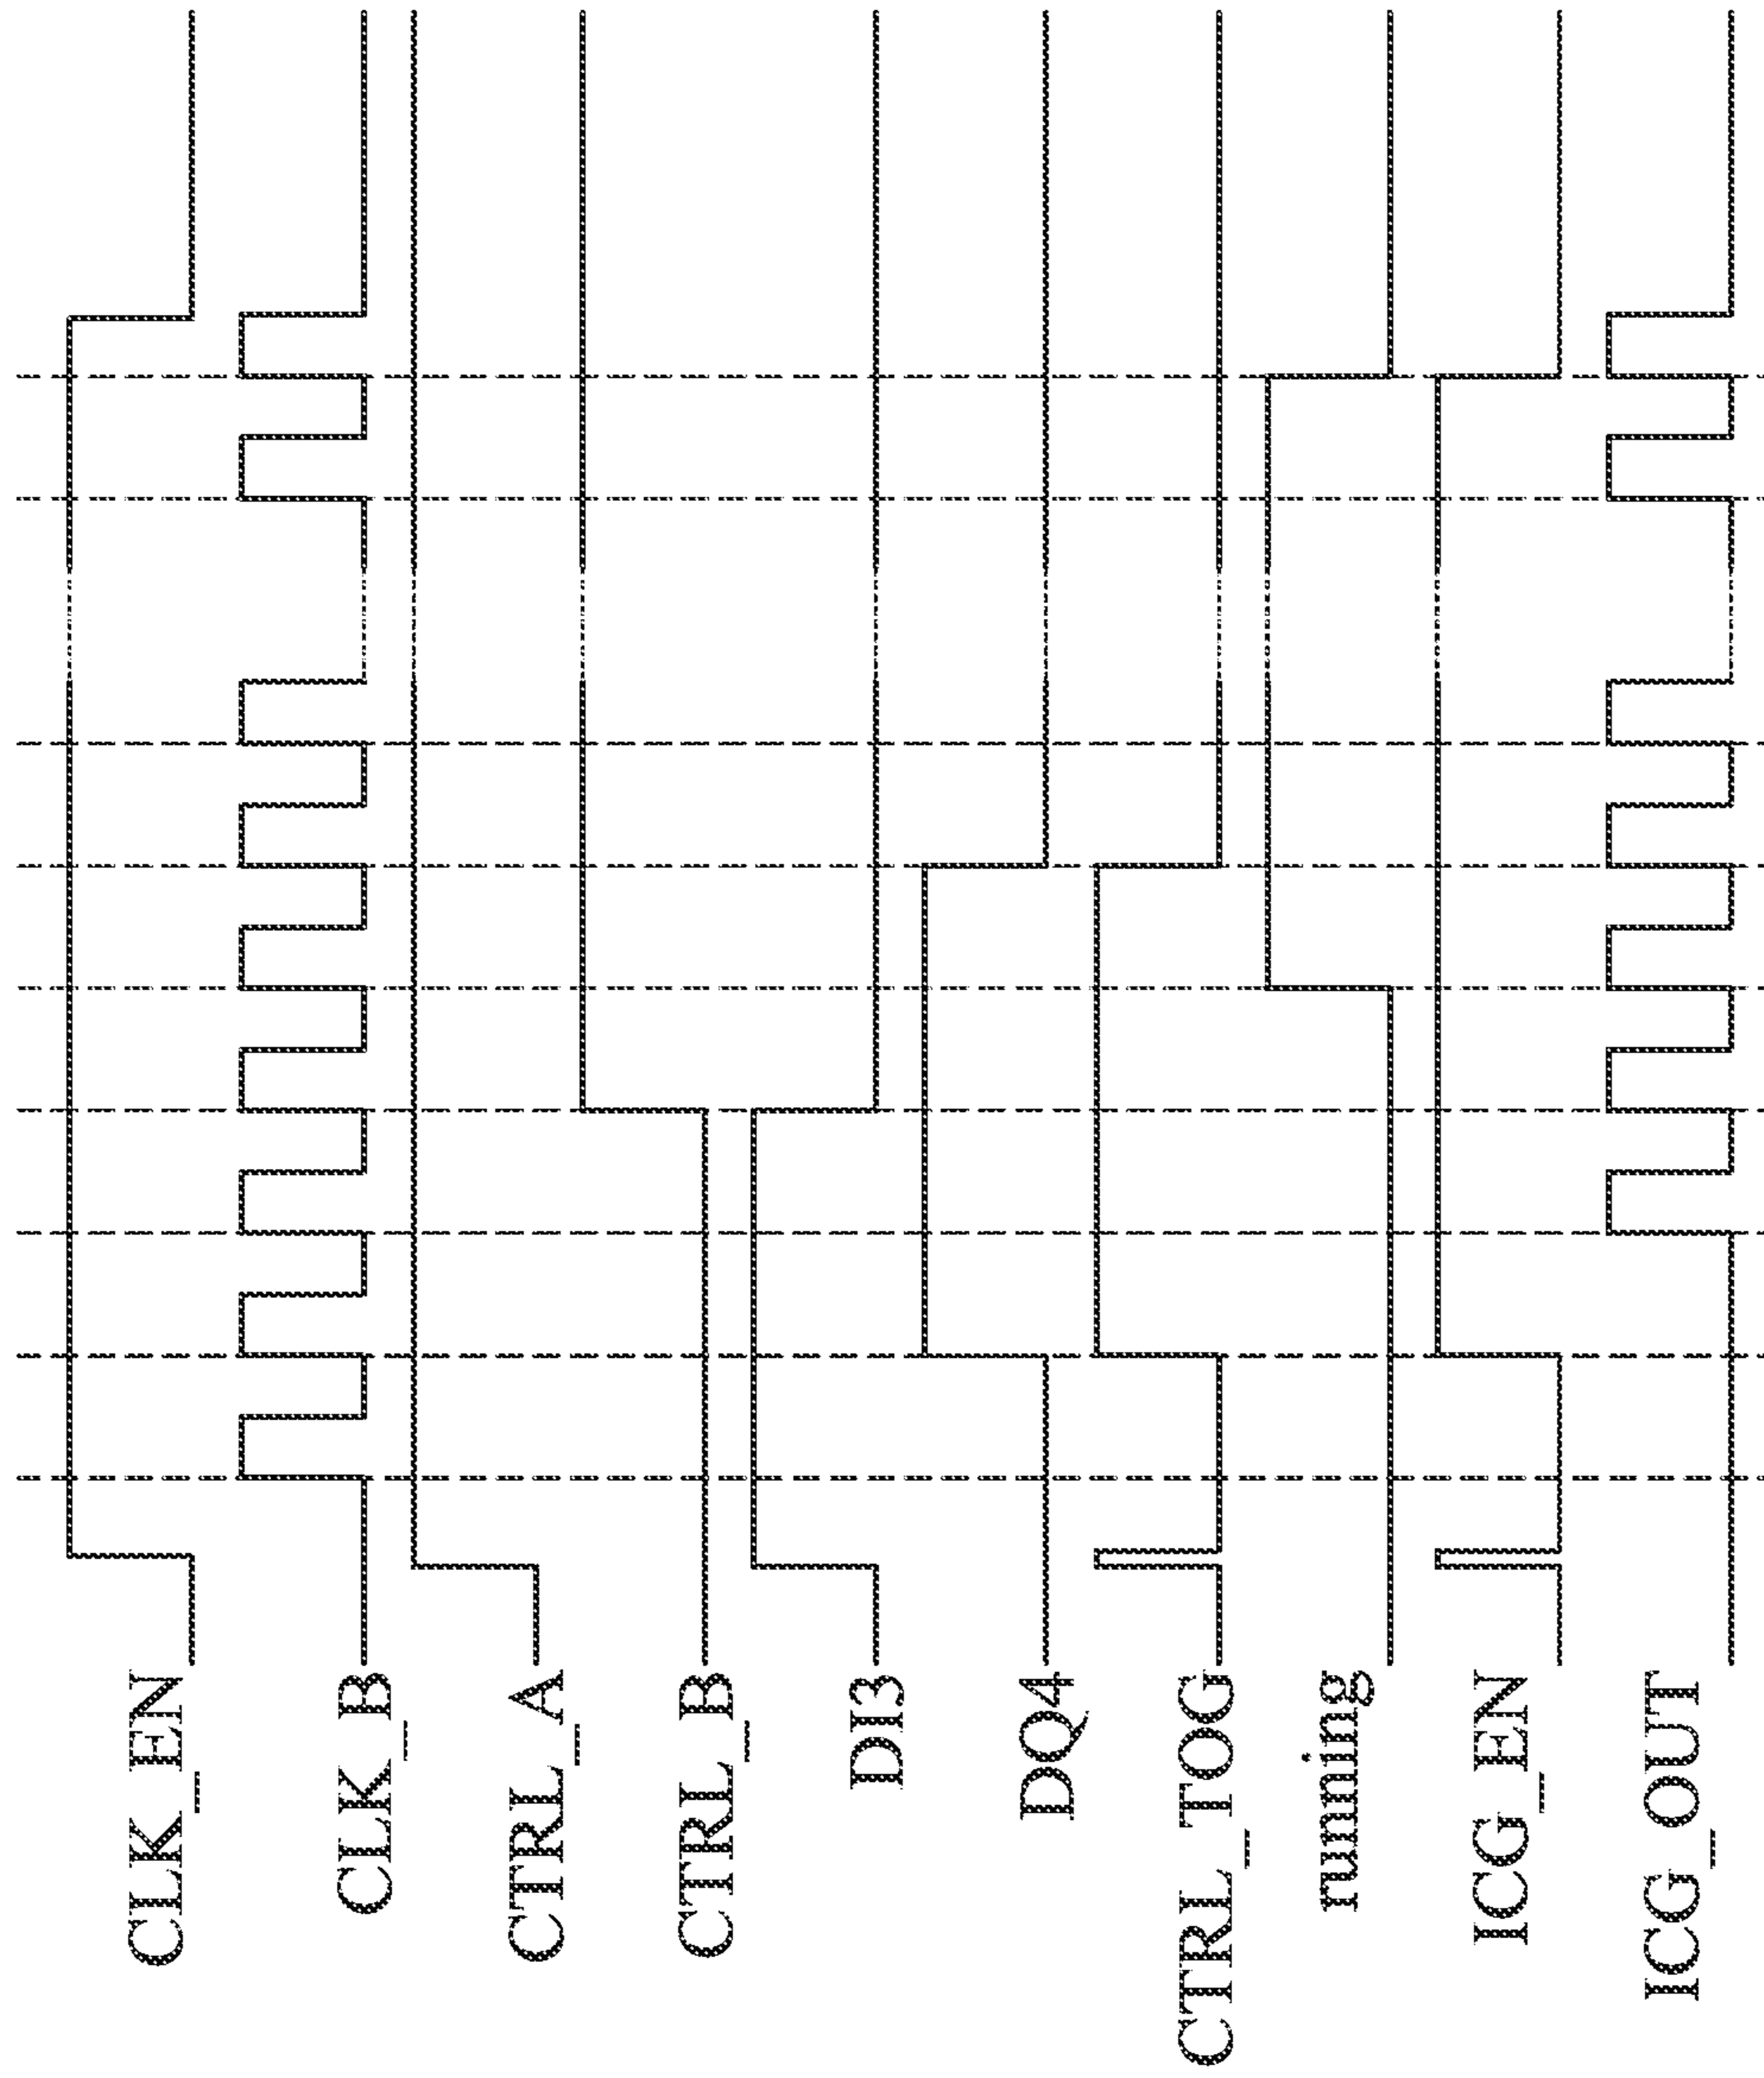 CLK_EN
CLK_B
CTRL_A
CTRL_B
DI3
DQ4
CTRL_TOG
running
ICG_EN
ICG_OUT